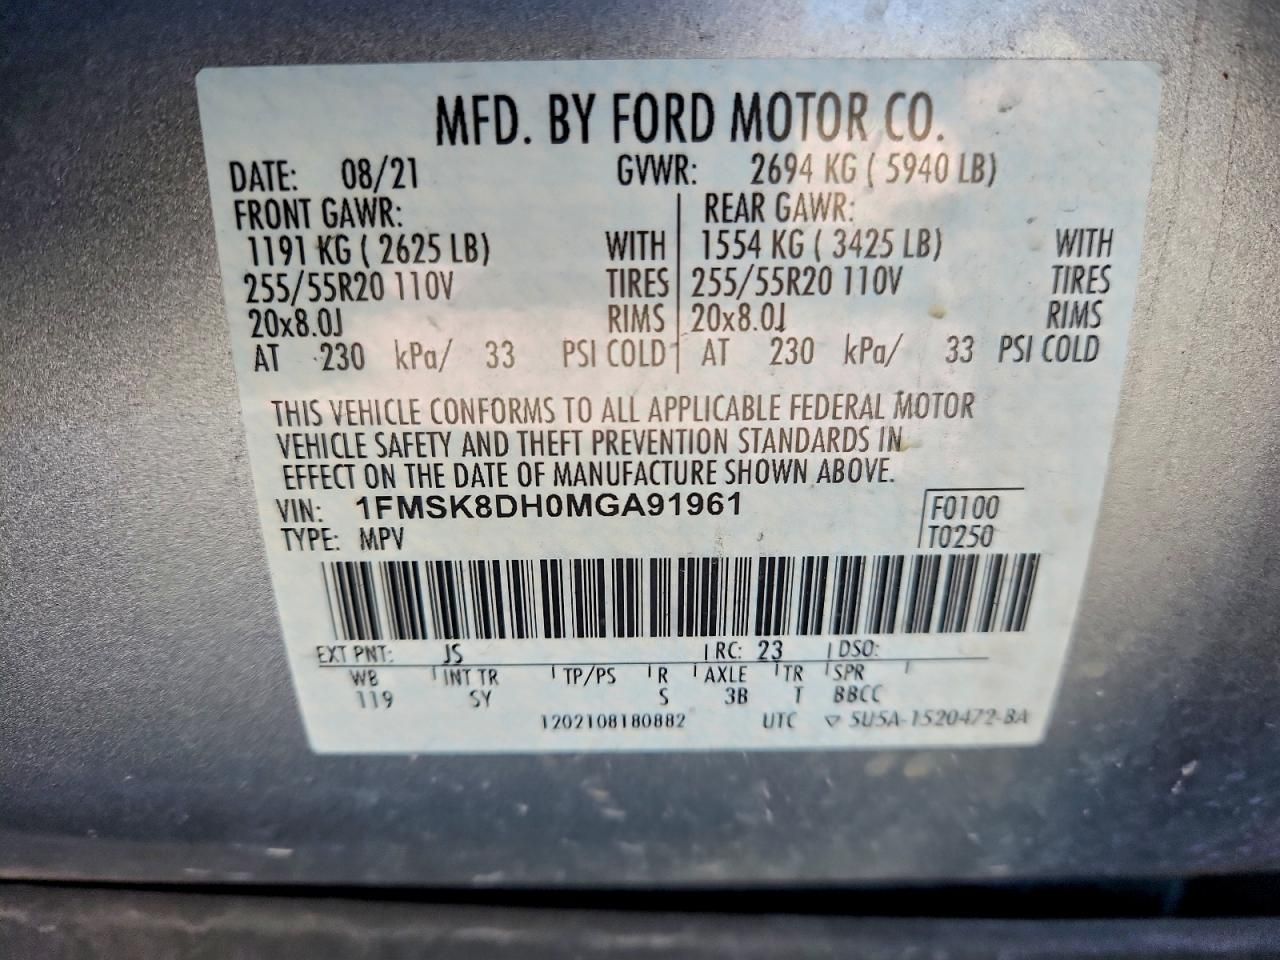 MFD. BY FORD MOTOR CO.
DATE: 08/21 GVWR: 2694 KG ( 5940 LB)
FRONT GAWR: REAR GAWR:
1191 KG ( 2625 LB) WITH 1554 KG ( 3425 LB) WITH
255/55R20 110V TIRES 255/55R20 110V TIRES
20x8.0J RIMS 20x8.0J RIMS
AT 230 kPa/ 33 PSI COLD AT 230 kPa/ 33 PSI COLD
THIS VEHICLE CONFORMS TO ALL APPLICABLE FEDERAL MOTOR
VEHICLE SAFETY AND THEFT PREVENTION STANDARDS IN
EFFECT ON THE DATE OF MANUFACTURE SHOWN ABOVE.
VIN: 1FMSK8DH0MGA91961 F0100
TYPE: MPV T0250
EXT PNT: JS RC: 23 DSO:
WB INT TR TP/PS R AXLE TR SPR
119 SY S 3B T BBCC
1202108180882 UTC ▽ 5U5A-1520472-BA